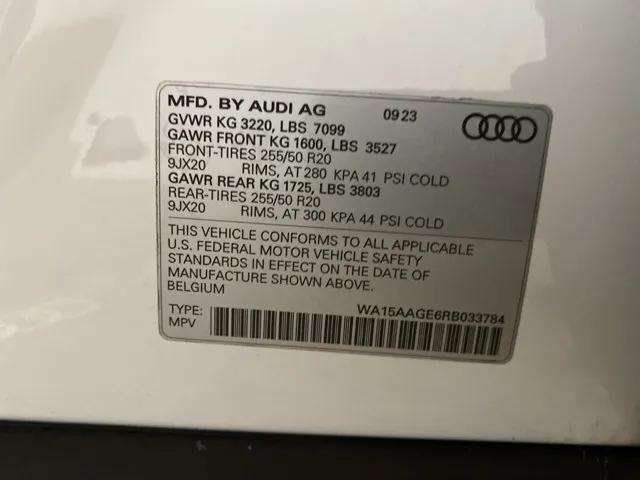 MFD. BY AUDI AG 09 23
GVWR KG 3220, LBS 7099
GAWR FRONT KG 1600, LBS 3527
FRONT-TIRES 255/50 R20
9JX20 RIMS, AT 280 KPA 41 PSI COLD
GAWR REAR KG 1725, LBS 3803
REAR-TIRES 255/50 R20
9JX20 RIMS, AT 300 KPA 44 PSI COLD
THIS VEHICLE CONFORMS TO ALL APPLICABLE
U.S. FEDERAL MOTOR VEHICLE SAFETY
STANDARDS IN EFFECT ON THE DATE OF
MANUFACTURE SHOWN ABOVE.
BELGIUM
TYPE: WA15AAGE6RB033784
MPV